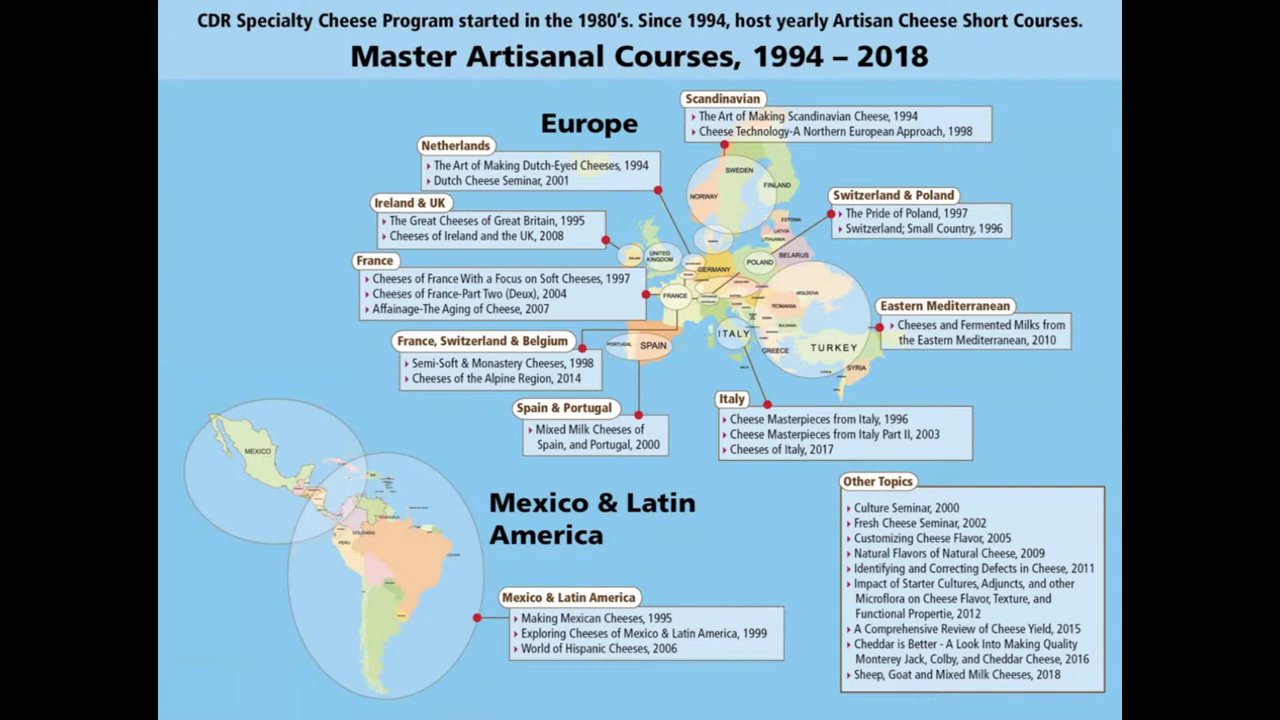 CDR Specialty Cheese Program started in the 1980's. Since 1994, host yearly Artisan Cheese Short Courses.
Master Artisanal Courses, 1994 – 2018
Europe
Scandinavian
The Art of Making Scandinavian Cheese, 1994
Cheese Technology-A Northern European Approach, 1998
Netherlands
The Art of Making Dutch-Eyed Cheeses, 1994
Dutch Cheese Seminar, 2001
Ireland & UK
The Great Cheeses of Great Britain, 1995
Cheeses of Ireland and the UK, 2008
France
Cheeses of France With a Focus on Soft Cheeses, 1997
Cheeses of France-Part Two (Deux), 2004
Affainage-The Aging of Cheese, 2007
France, Switzerland & Belgium
Semi-Soft & Monastery Cheeses, 1998
Cheeses of the Alpine Region, 2014
Spain & Portugal
Mixed Milk Cheeses of
Spain, and Portugal, 2000
Switzerland & Poland
The Pride of Poland, 1997
Switzerland; Small Country, 1996
Eastern Mediterranean
Cheeses and Fermented Milks from
the Eastern Mediterranean, 2010
Italy
Cheese Masterpieces from Italy, 1996
Cheese Masterpieces from Italy Part II, 2003
Cheeses of Italy, 2017
SWEDEN
NORWAY
FINLAND
ESTONIA
LATVIA
LITHUANIA
BELARUS
UNITED
KINGDOM
GERMANY
POLAND
FRANCE
MOLDOVA
ROMANIA
ITALY
PORTUGAL
SPAIN
GREECE
TURKEY
SYRIA
MEXICO
COLOMBIA
PERU
Mexico & Latin
America
Mexico & Latin America
Making Mexican Cheeses, 1995
Exploring Cheeses of Mexico & Latin America, 1999
World of Hispanic Cheeses, 2006
Other Topics
Culture Seminar, 2000
Fresh Cheese Seminar, 2002
Customizing Cheese Flavor, 2005
Natural Flavors of Natural Cheese, 2009
Identifying and Correcting Defects in Cheese, 2011
Impact of Starter Cultures, Adjuncts, and other
Microflora on Cheese Flavor, Texture, and
Functional Propertie, 2012
A Comprehensive Review of Cheese Yield, 2015
Cheddar is Better - A Look Into Making Quality
Monterey Jack, Colby, and Cheddar Cheese, 2016
Sheep, Goat and Mixed Milk Cheeses, 2018